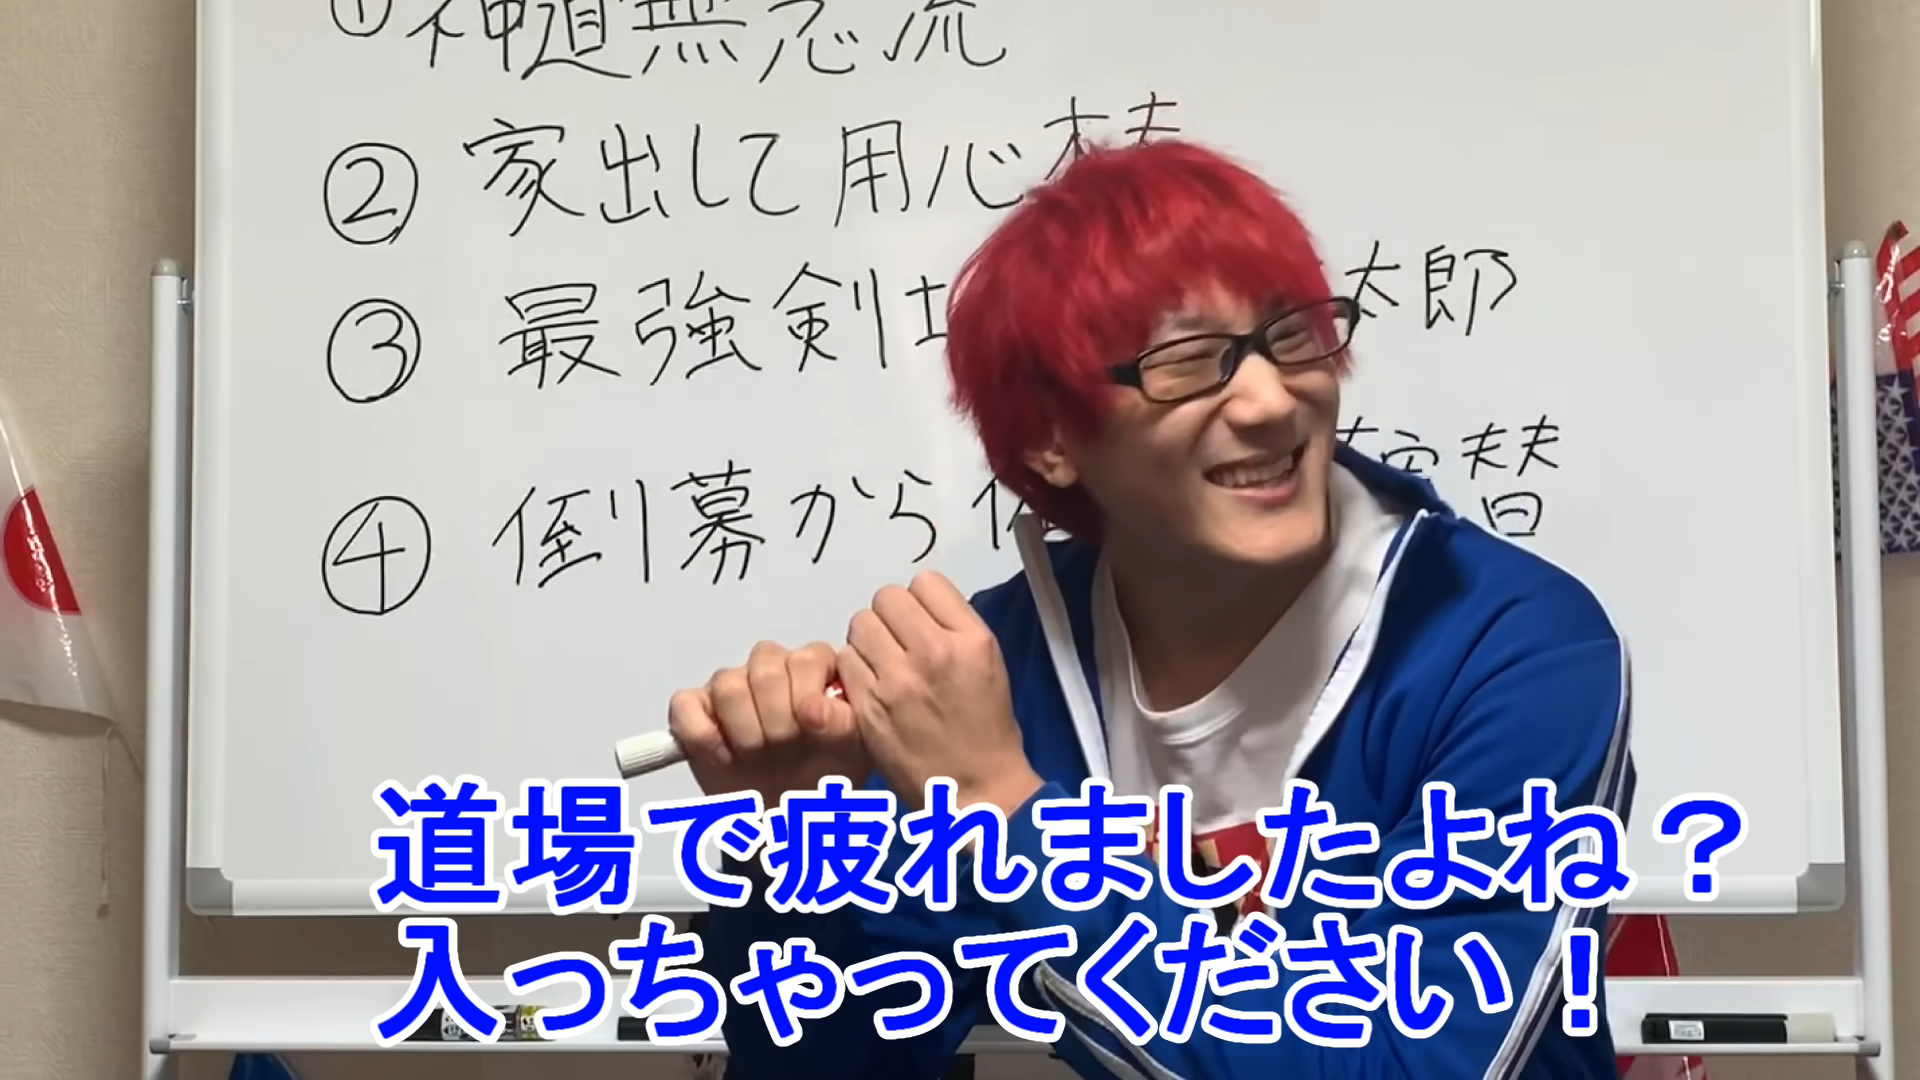 ①神道無念流
②家出して用心
③最強剣士 太郎
④倒幕から 替
道場で疲れましたよね？
入っちゃってください！